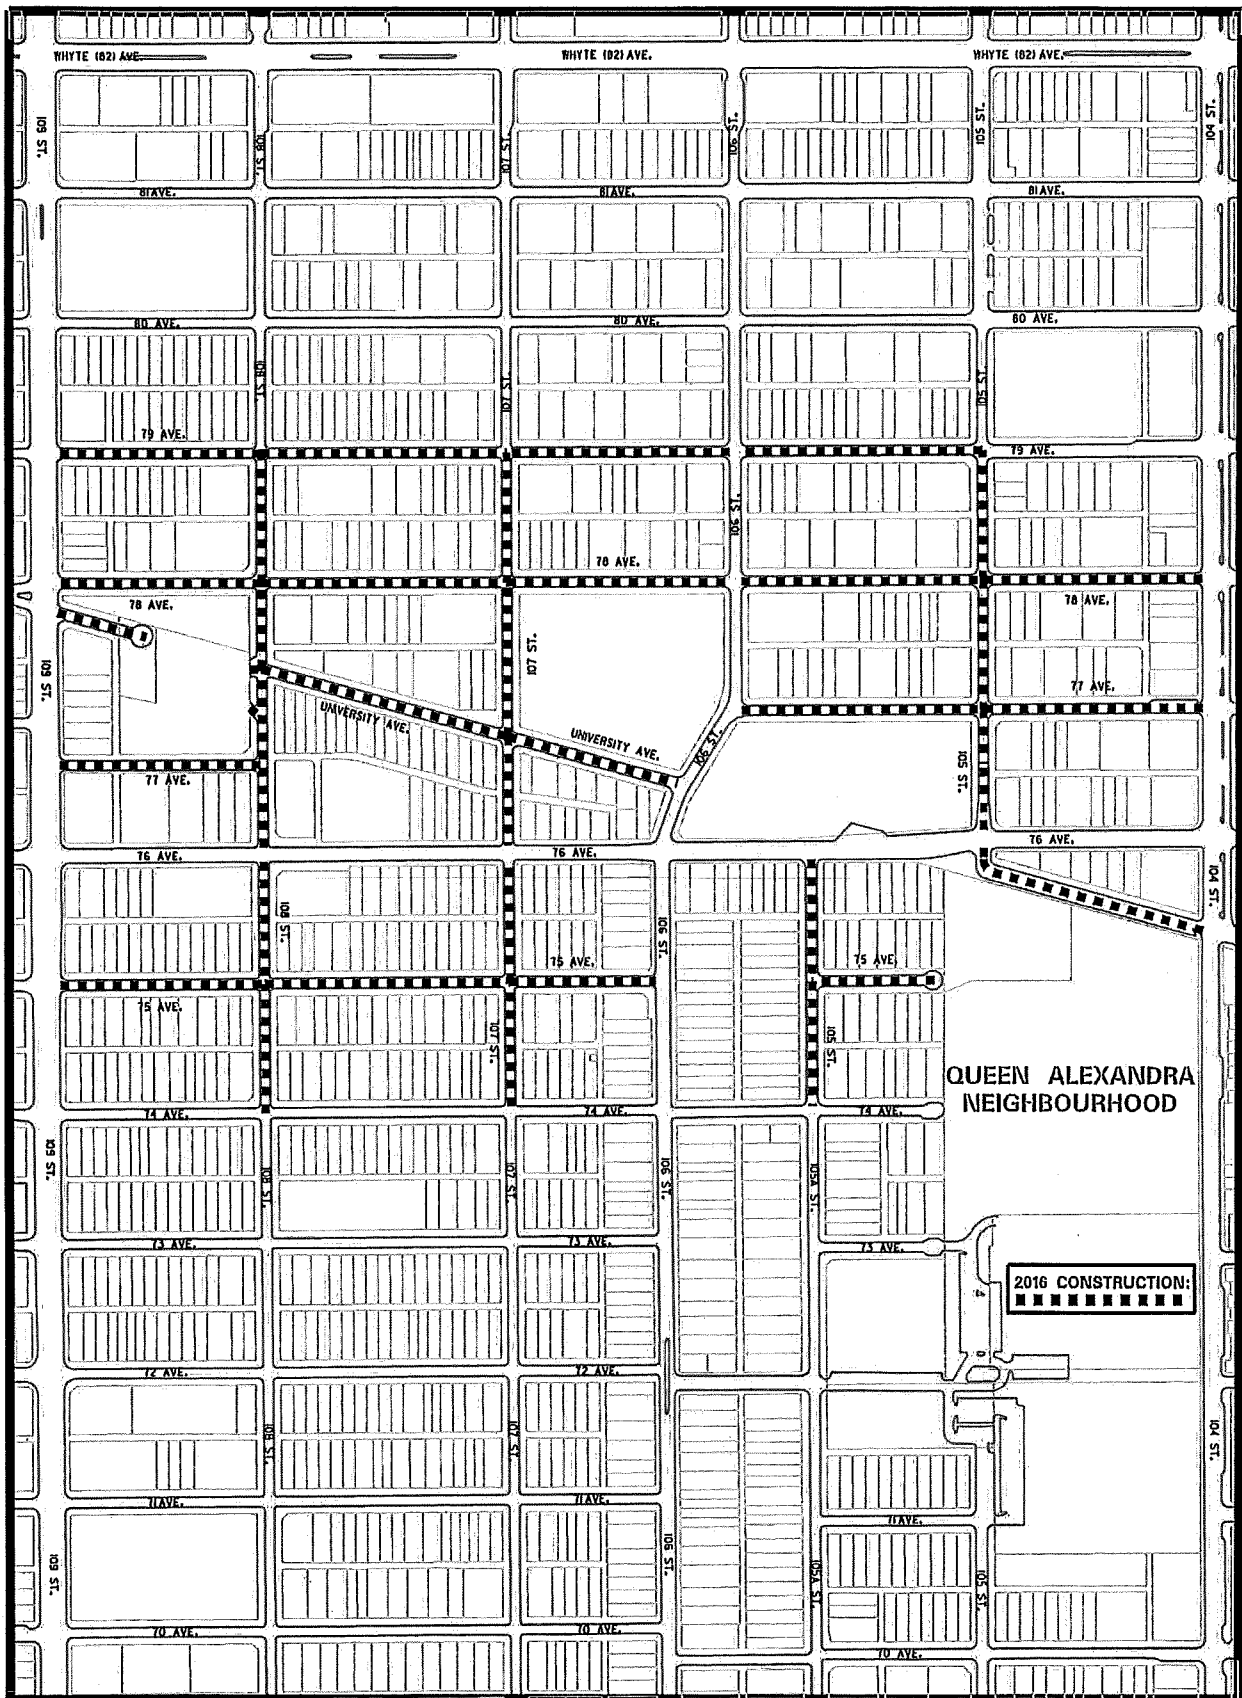 WHYTE (82) AVE.
WHYTE (82) AVE.
WHYTE (82) AVE.
109 ST.
108 ST.
107 ST.
106 ST.
105 ST.
104 ST.
81 AVE.
81 AVE.
81 AVE.
80 AVE.
80 AVE.
80 AVE.
108 ST.
107 ST.
105 ST.
79 AVE.
79 AVE.
106 ST.
78 AVE.
78 AVE.
78 AVE.
109 ST.
107 ST.
77 AVE.
UNIVERSITY AVE.
UNIVERSITY AVE.
106 ST.
105 ST.
77 AVE.
76 AVE.
76 AVE.
76 AVE.
104 ST.
108 ST.
106 ST.
75 AVE.
75 AVE.
75 AVE.
107 ST.
105 ST.
QUEEN ALEXANDRA
NEIGHBOURHOOD
74 AVE.
74 AVE.
74 AVE.
109 ST.
108 ST.
107 ST.
106 ST.
105A ST.
73 AVE.
73 AVE.
73 AVE.
2016 CONSTRUCTION:
72 AVE.
72 AVE.
108 ST.
107 ST.
104 ST.
71 AVE.
71 AVE.
71 AVE.
109 ST.
106 ST.
105A ST.
105 ST.
70 AVE.
70 AVE.
70 AVE.